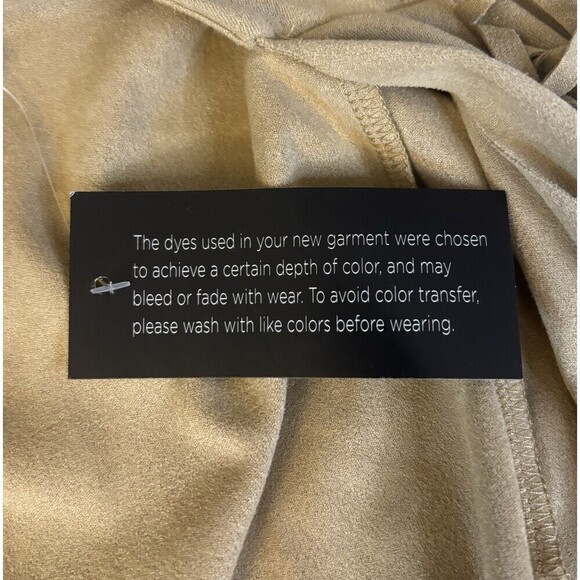 The dyes used in your new garment were chosen
to achieve a certain depth of color, and may
bleed or fade with wear. To avoid color transfer,
please wash with like colors before wearing.